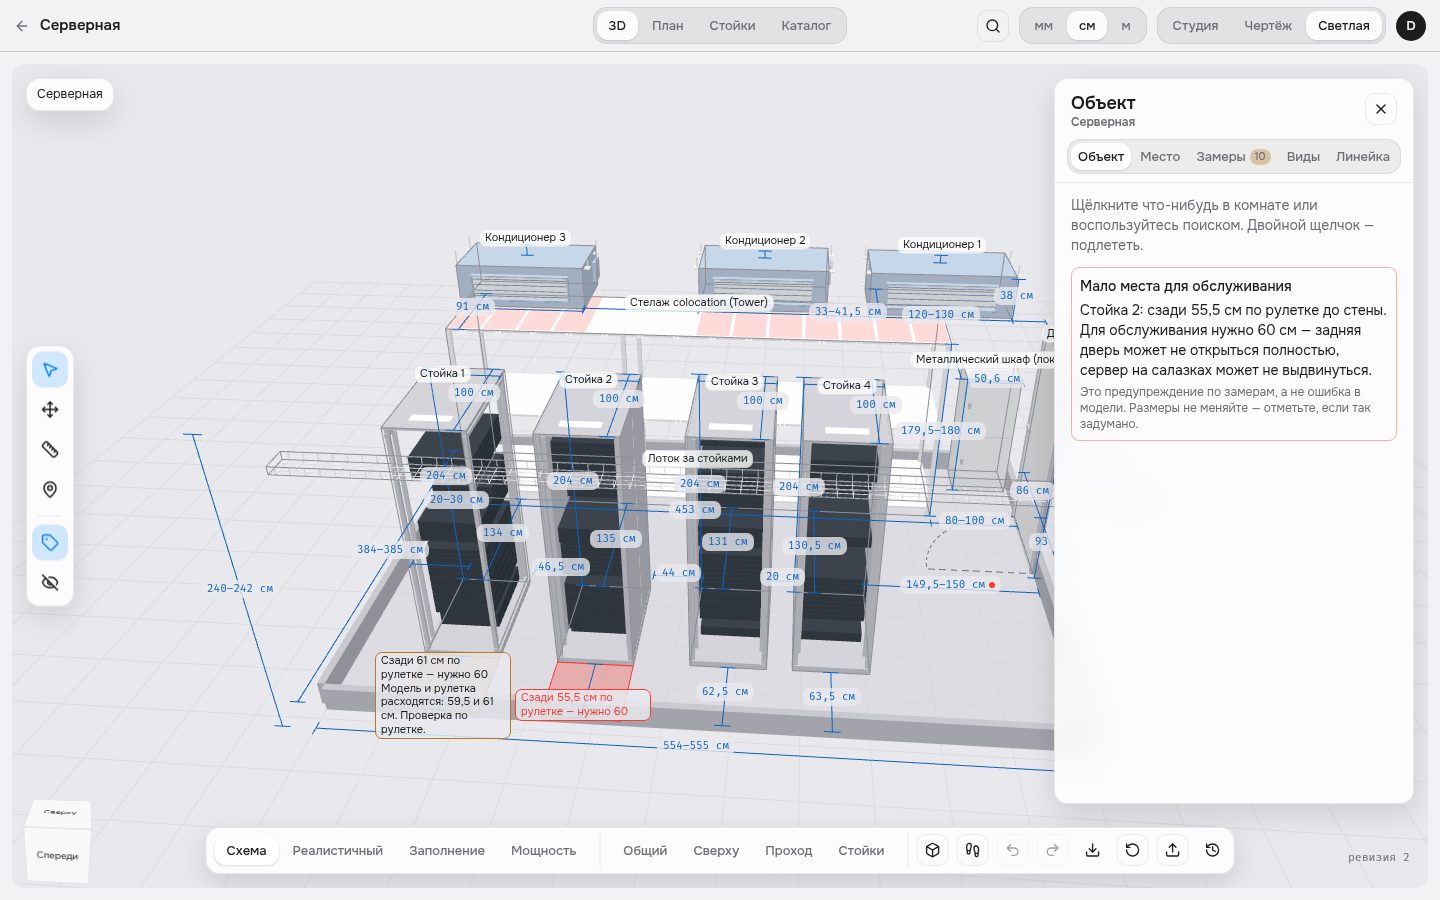 Серверная
3D План Стойки Каталог
мм см м
Студия Чертёж Светлая
D
Серверная
Объект
Серверная
Объект Место Замеры 10 Виды Линейка
Щёлкните что-нибудь в комнате или
воспользуйтесь поиском. Двойной щелчок —
подлететь.
Мало места для обслуживания
Стойка 2: сзади 55,5 см по рулетке до стены.
Для обслуживания нужно 60 см — задняя
дверь может не открыться полностью,
сервер на салазках может не выдвинуться.
Это предупреждение по замерам, а не ошибка в
модели. Размеры не меняйте — отметьте, если так
задумано.
Кондиционер 3
Кондиционер 2
Кондиционер 1
38 см
91 см
Стелаж colocation (Tower)
33–41,5 см
120–130 см
Металлический шкаф (лок
Стойка 1
Стойка 2
Стойка 3
Стойка 4
50,6 см
100 см
100 см
100 см
100 см
179,5–180 см
Лоток за стойками
204 см
204 см
204 см
204 см
86 см
20–30 см
453 см
80–100 см
134 см
135 см
131 см
130,5 см
93
384–385 см
46,5 см
44 см
20 см
149,5–150 см
240–242 см
Сзади 61 см по
рулетке — нужно 60
Модель и рулетка
расходятся: 59,5 и 61
см. Проверка по
рулетке.
Сзади 55,5 см по
рулетке — нужно 60
62,5 см
63,5 см
554–555 см
Сверху
Спереди
Схема Реалистичный Заполнение Мощность
Общий Сверху Проход Стойки
ревизия 2